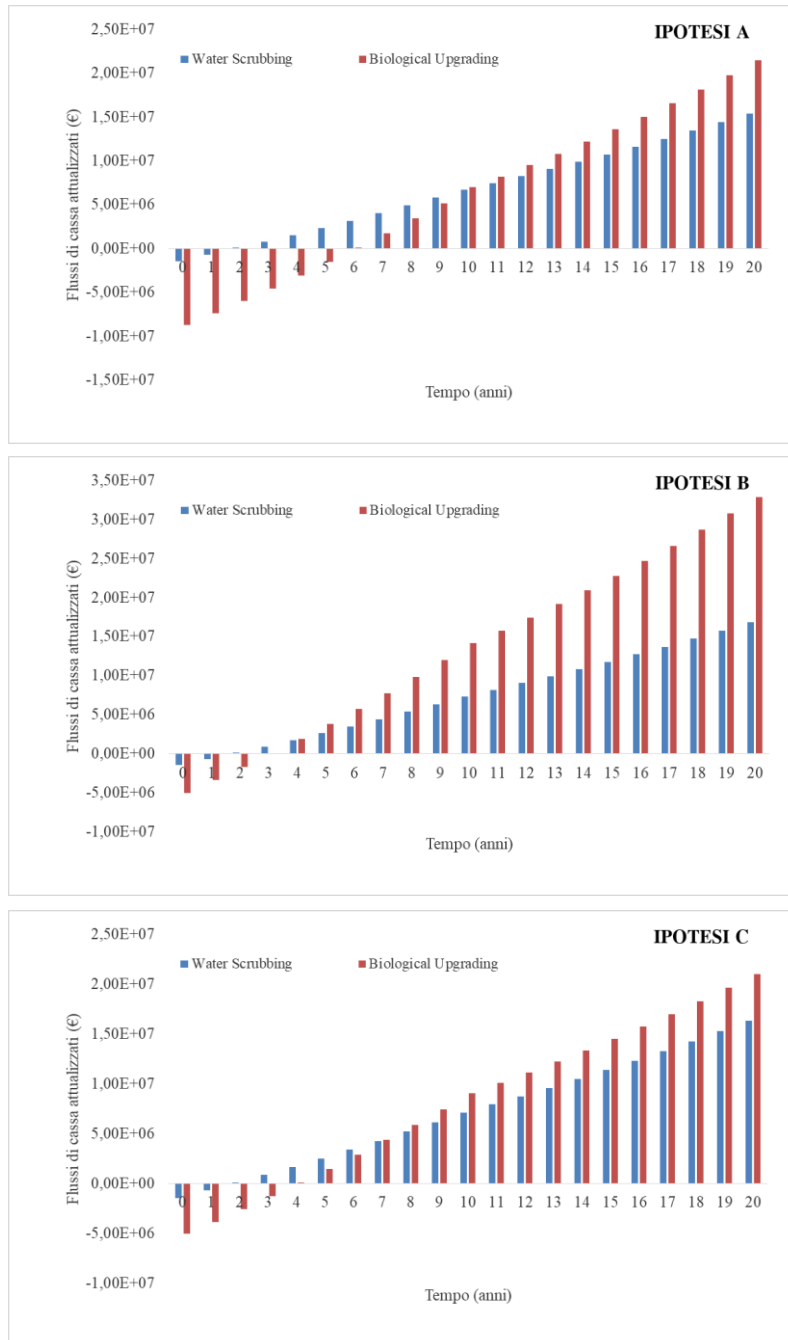 IPOTESI A
Water Scrubbing
Biological Upgrading
Flussi di cassa attualizzati (€)
2,50E+07
2,00E+07
1,50E+07
1,00E+07
5,00E+06
0,00E+00
-5,00E+06
-1,00E+07
-1,50E+07
0 1 2 3 4 5 6 7 8 9 10 11 12 13 14 15 16 17 18 19 20
Tempo (anni)
IPOTESI B
Water Scrubbing
Biological Upgrading
Flussi di cassa attualizzati (€)
3,50E+07
3,00E+07
2,50E+07
2,00E+07
1,50E+07
1,00E+07
5,00E+06
0,00E+00
-5,00E+06
-1,00E+07
0 1 2 3 4 5 6 7 8 9 10 11 12 13 14 15 16 17 18 19 20
Tempo (anni)
IPOTESI C
Water Scrubbing
Biological Upgrading
Flussi di cassa attualizzati (€)
2,50E+07
2,00E+07
1,50E+07
1,00E+07
5,00E+06
0,00E+00
-5,00E+06
-1,00E+07
0 1 2 3 4 5 6 7 8 9 10 11 12 13 14 15 16 17 18 19 20
Tempo (anni)